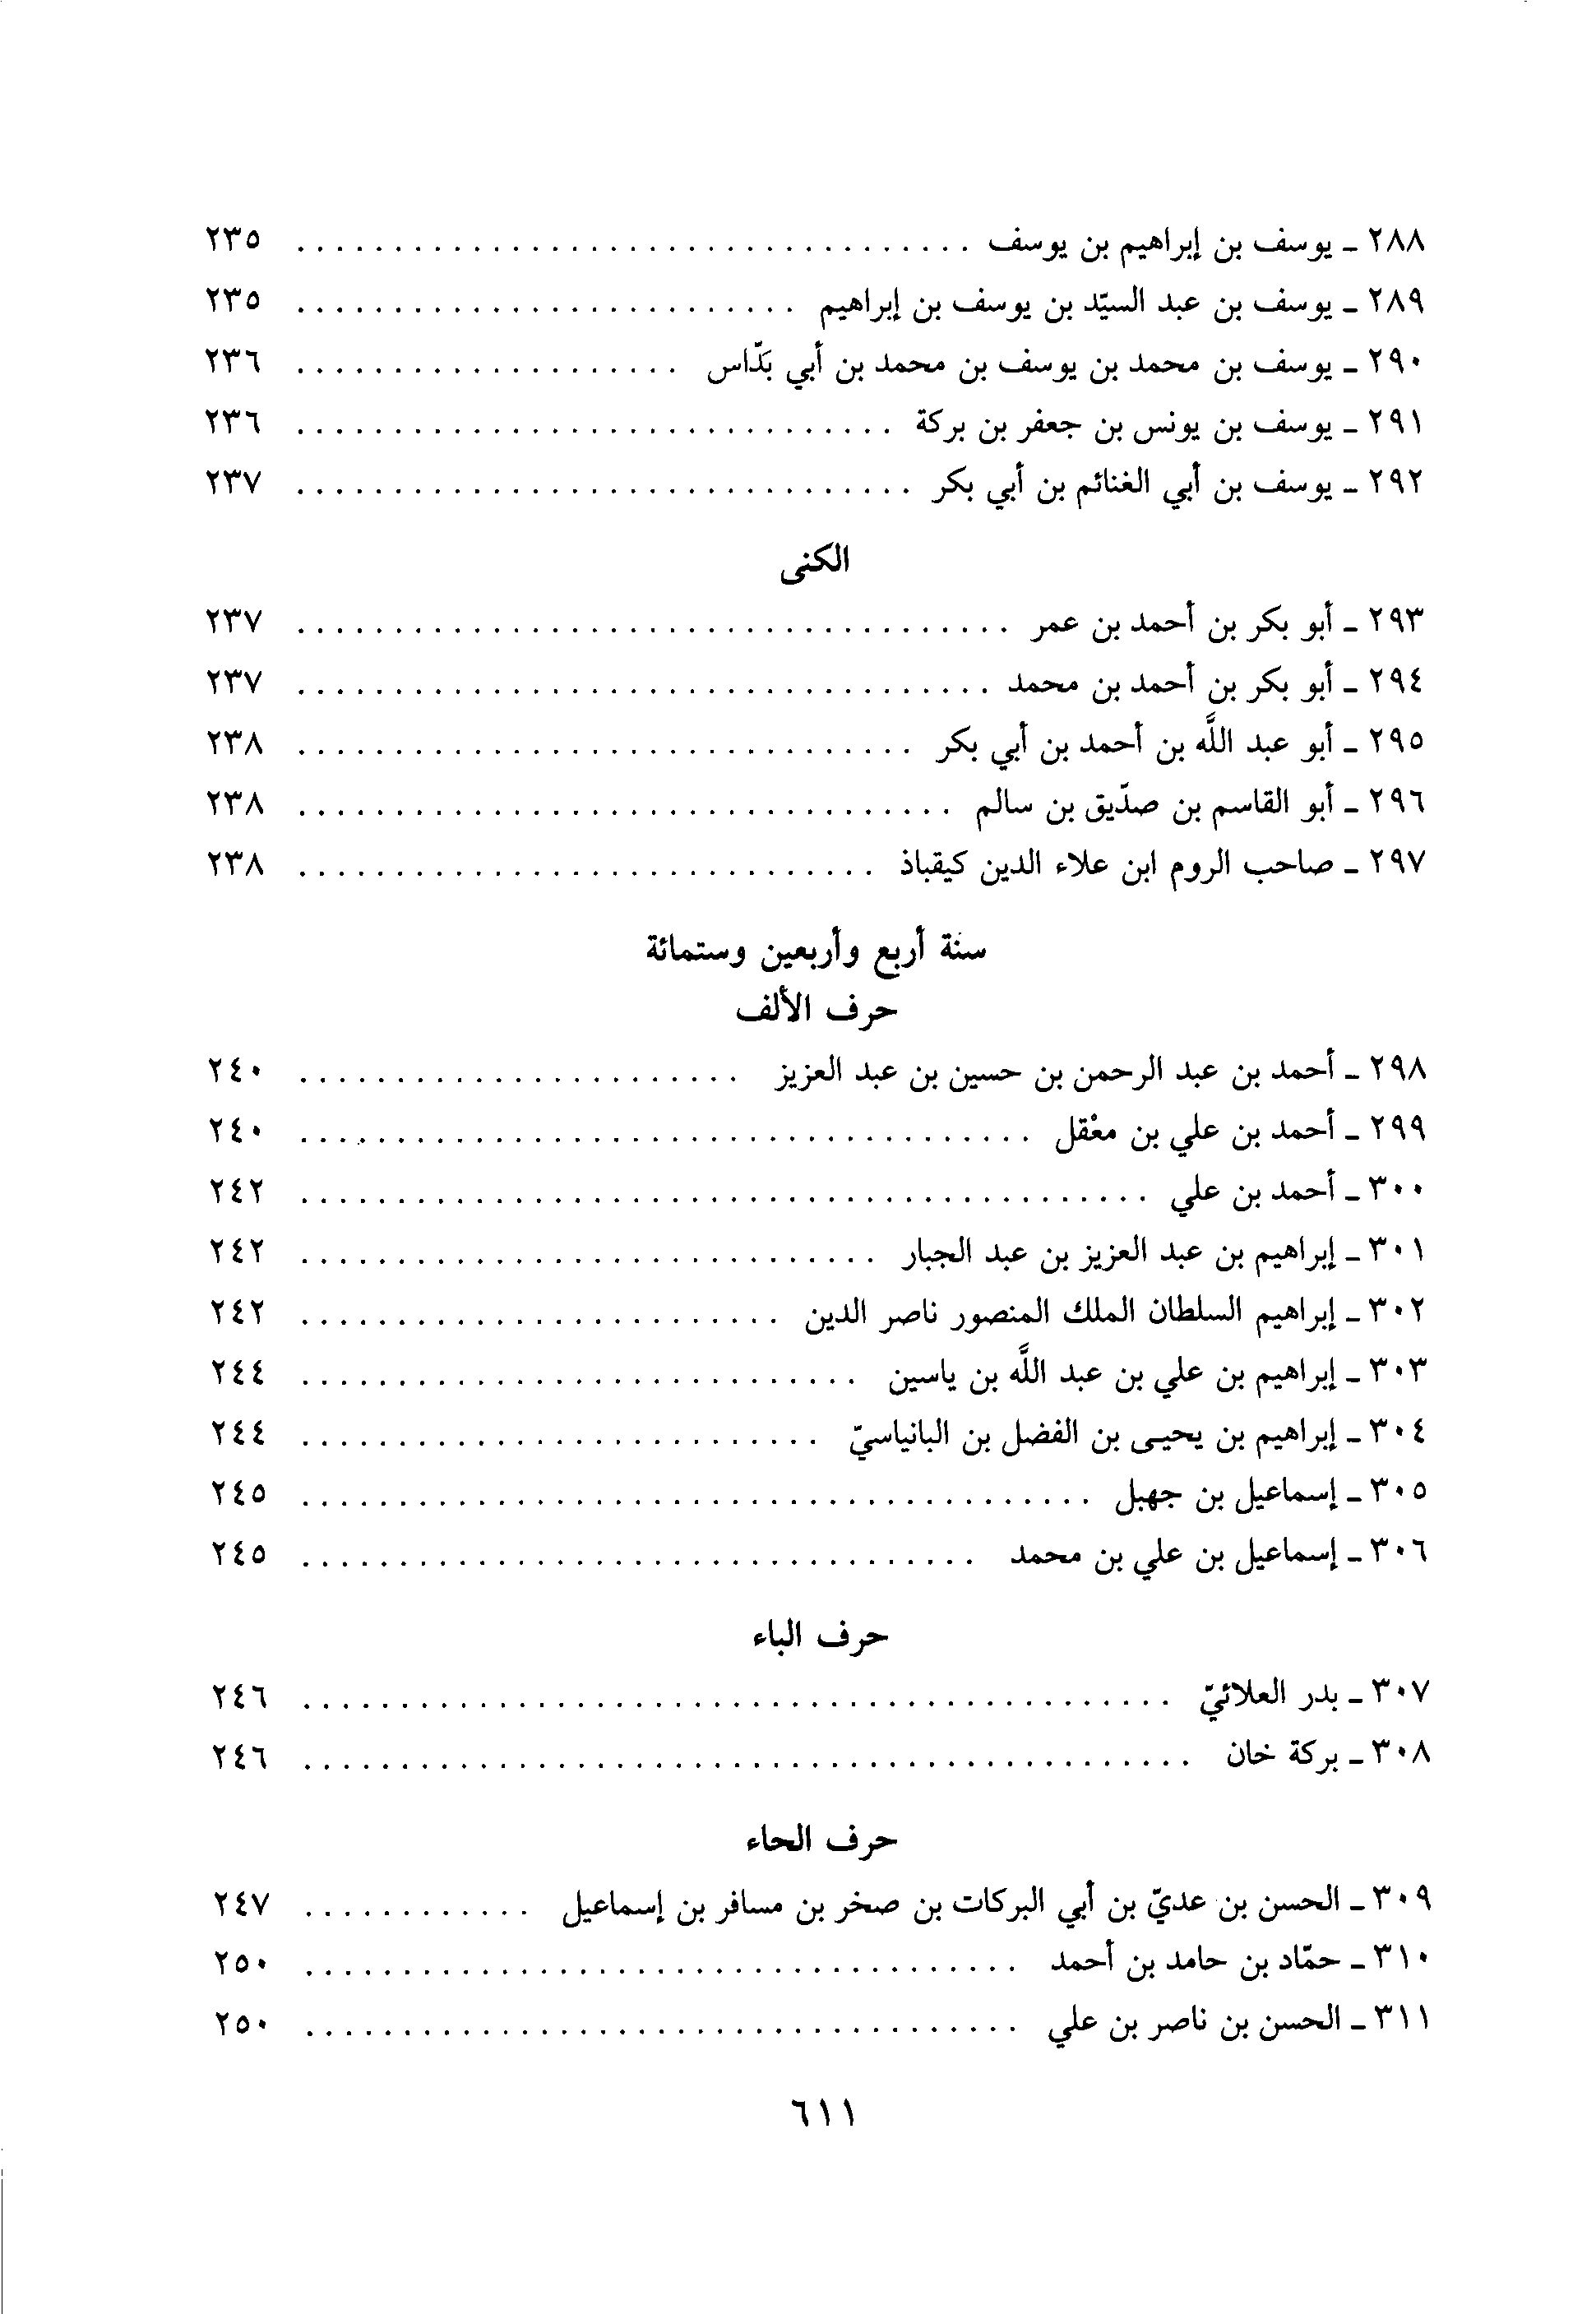 ٢٨٨ ـ يوسف بن إبراهيم بن يوسف . . . . . . . . . . . . . . . . . . . . ٢٣٥
٢٨٩ ـ يوسف بن عبد السيّد بن يوسف بن إبراهيم . . . . . . . . . . . . . . . . . . . . ٢٣٥
٢٩٠ ـ يوسف بن محمد بن يوسف بن محمد بن أبي بَدّاس . . . . . . . . . . . . . . . . . . . . ٢٣٦
٢٩١ ـ يوسف بن يونس بن جعفر بن بركة . . . . . . . . . . . . . . . . . . . . ٢٣٦
٢٩٢ ـ يوسف بن أبي الغنائم بن أبي بكر . . . . . . . . . . . . . . . . . . . . ٢٣٧
الكنى
٢٩٣ ـ أبو بكر بن أحمد بن عمر . . . . . . . . . . . . . . . . . . . . ٢٣٧
٢٩٤ ـ أبو بكر بن أحمد بن محمد . . . . . . . . . . . . . . . . . . . . ٢٣٧
٢٩٥ ـ أبو عبد اللَّه بن أحمد بن أبي بكر . . . . . . . . . . . . . . . . . . . . ٢٣٨
٢٩٦ ـ أبو القاسم بن صدّيق بن سالم . . . . . . . . . . . . . . . . . . . . ٢٣٨
٢٩٧ ـ صاحب الروم ابن علاء الدين كيقباذ . . . . . . . . . . . . . . . . . . . . ٢٣٨
سنة أربع وأربعين وستمائة
حرف الألف
٢٩٨ ـ أحمد بن عبد الرحمن بن حسين بن عبد العزيز . . . . . . . . . . . . . . . . . . . . ٢٤٠
٢٩٩ ـ أحمد بن علي بن معْقل . . . . . . . . . . . . . . . . . . . . ٢٤٠
٣٠٠ ـ أحمد بن علي . . . . . . . . . . . . . . . . . . . . ٢٤٢
٣٠١ ـ إبراهيم بن عبد العزيز بن عبد الجبار . . . . . . . . . . . . . . . . . . . . ٢٤٢
٣٠٢ ـ إبراهيم السلطان الملك المنصور ناصر الدين . . . . . . . . . . . . . . . . . . . . ٢٤٢
٣٠٣ ـ إبراهيم بن علي بن عبد اللَّه بن ياسين . . . . . . . . . . . . . . . . . . . . ٢٤٤
٣٠٤ ـ إبراهيم بن يحيـى بن الفضل بن البانياسيّ . . . . . . . . . . . . . . . . . . . . ٢٤٤
٣٠٥ ـ إسماعيل بن جهبل . . . . . . . . . . . . . . . . . . . . ٢٤٥
٣٠٦ ـ إسماعيل بن علي بن محمد . . . . . . . . . . . . . . . . . . . . ٢٤٥
حرف الباء
٣٠٧ ـ بدر العلائيّ . . . . . . . . . . . . . . . . . . . . ٢٤٦
٣٠٨ ـ بركة خان . . . . . . . . . . . . . . . . . . . . ٢٤٦
حرف الحاء
٣٠٩ ـ الحسن بن عديّ بن أبي البركات بن صخر بن مسافر بن إسماعيل . . . . . . . . . . . . ٢٤٧
٣١٠ ـ حمّاد بن حامد بن أحمد . . . . . . . . . . . . . . . . . . . . ٢٥٠
٣١١ ـ الحسن بن ناصر بن علي . . . . . . . . . . . . . . . . . . . . ٢٥٠
٦١١